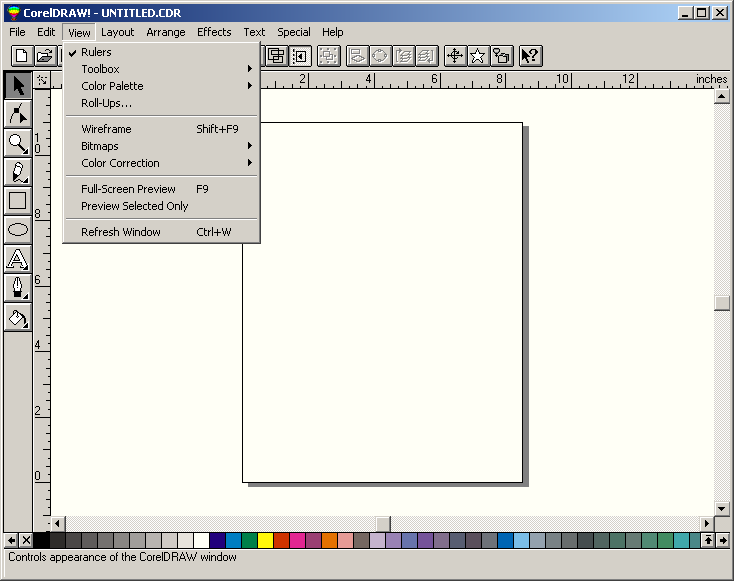 CorelDRAW! - UNTITLED.CDR
File Edit View Layout Arrange Effects Text Special Help
Rulers
Toolbox
Color Palette
Roll-Ups...
Wireframe Shift+F9
Bitmaps
Color Correction
Full-Screen Preview F9
Preview Selected Only
Refresh Window Ctrl+W
2 4 6 8 10 12 inches
10
8
6
4
2
0
Controls appearance of the CorelDRAW window